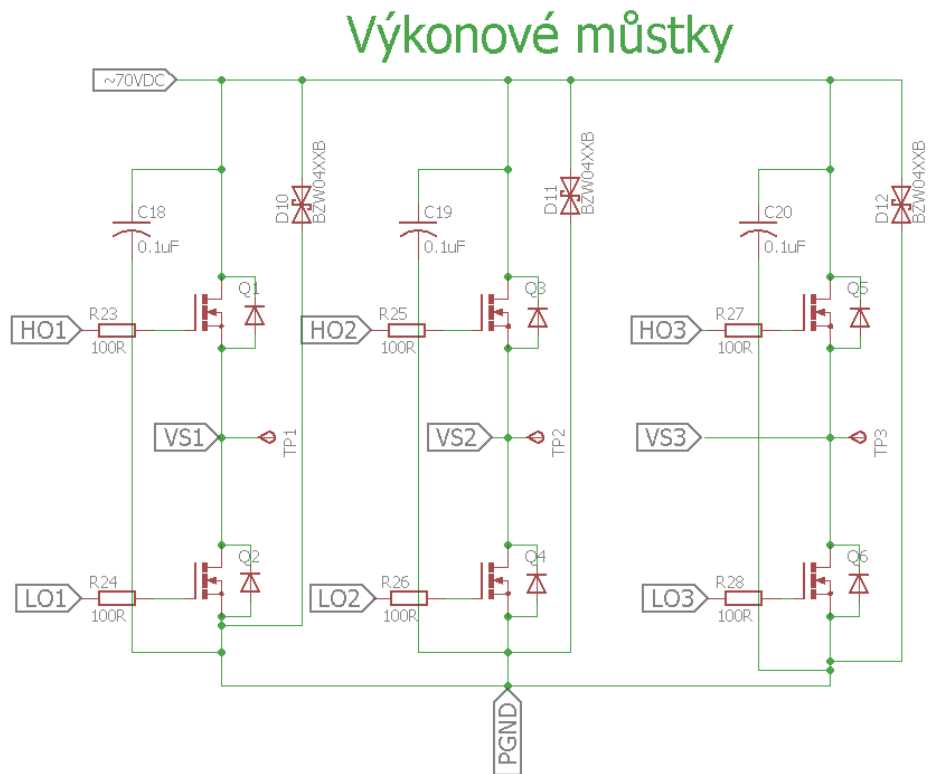 Výkonové můstky
~70VDC
C18
0.1uF
D10
BZW04XXB
C19
0.1uF
D11
BZW04XXB
C20
0.1uF
D12
BZW04XXB
HO1
R23
100R
Q1
HO2
R25
100R
Q3
HO3
R27
100R
Q5
VS1
TP1
VS2
TP2
VS3
TP3
LO1
R24
100R
Q2
LO2
R26
100R
Q4
LO3
R28
100R
Q6
PGND